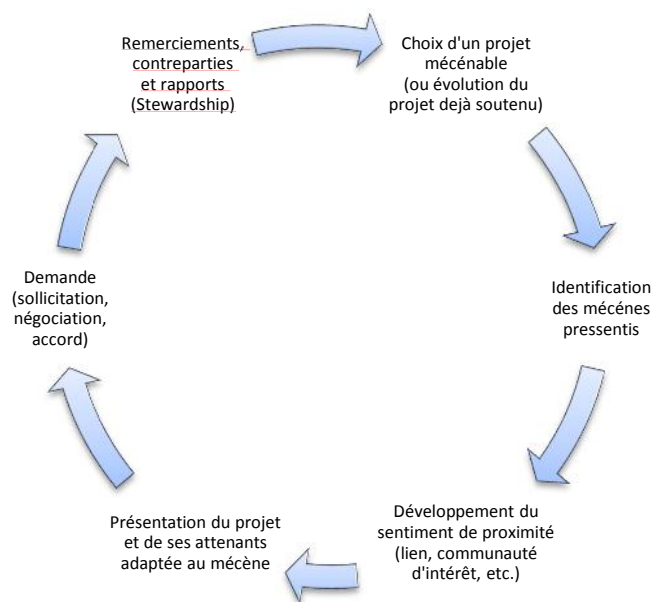 Remerciements,
contreparties
et rapports
(Stewardship)
Choix d'un projet
mécénable
(ou évolution du
projet dejà soutenu)
Identification
des mécénes
pressentis
Développement du
sentiment de proximité
(lien, communauté
d'intérêt, etc.)
Présentation du projet
et de ses attenants
adaptée au mécène
Demande
(sollicitation,
négociation,
accord)